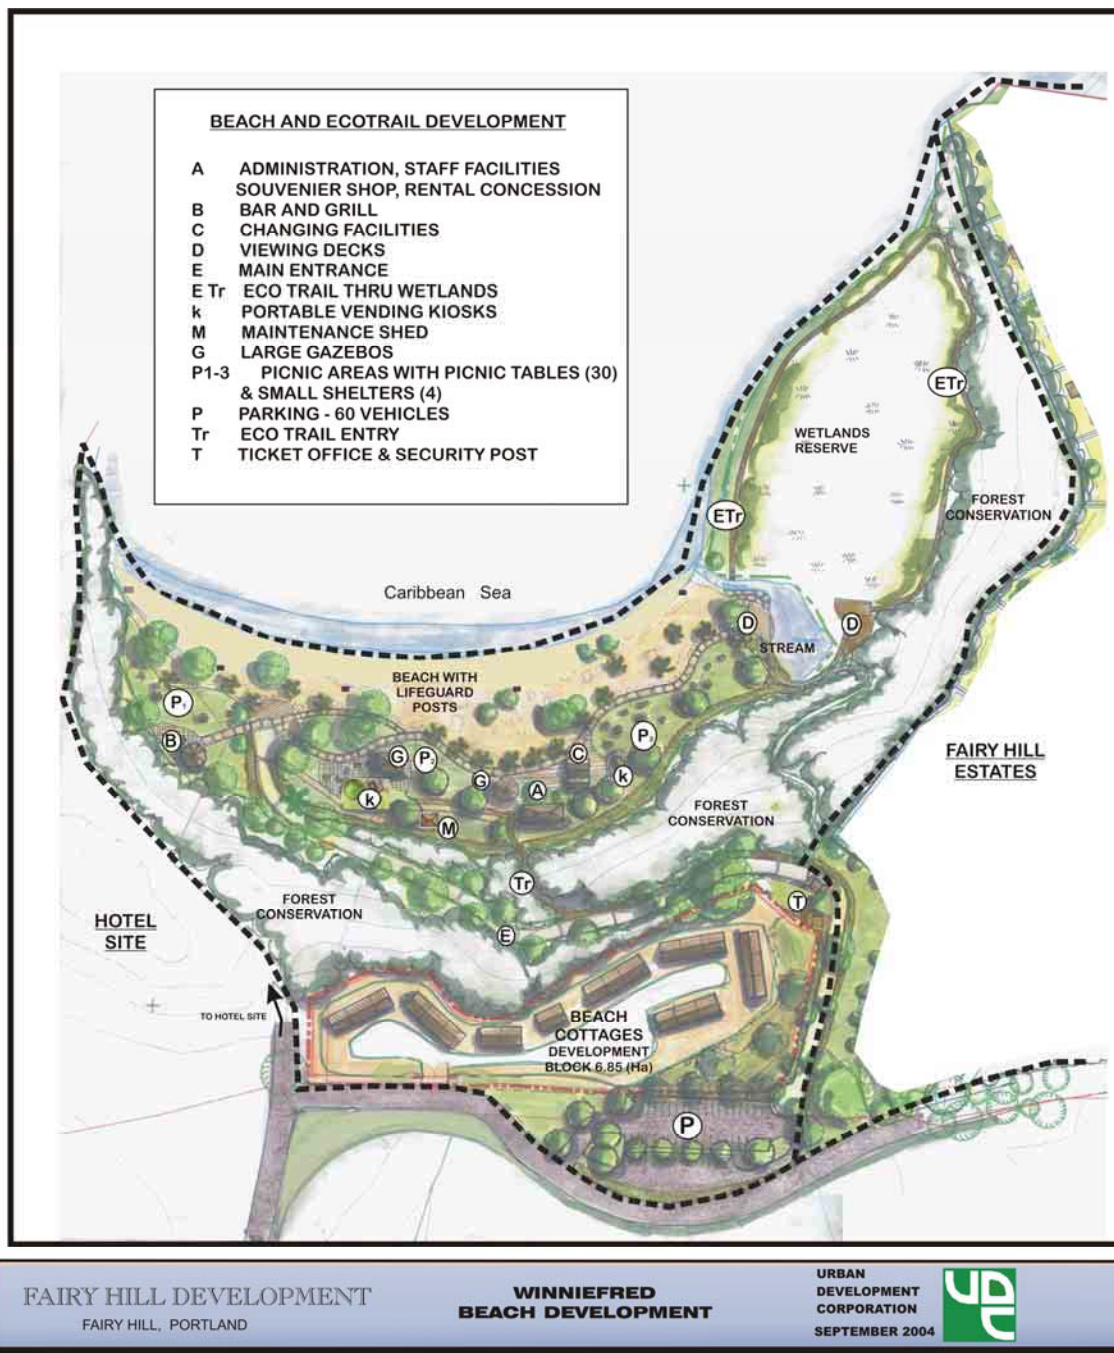 BEACH AND ECOTRAIL DEVELOPMENT
A ADMINISTRATION, STAFF FACILITIES
SOUVENIER SHOP, RENTAL CONCESSION
B BAR AND GRILL
C CHANGING FACILITIES
D VIEWING DECKS
E MAIN ENTRANCE
E Tr ECO TRAIL THRU WETLANDS
k PORTABLE VENDING KIOSKS
M MAINTENANCE SHED
G LARGE GAZEBOS
P1-3 PICNIC AREAS WITH PICNIC TABLES (30)
& SMALL SHELTERS (4)
P PARKING - 60 VEHICLES
Tr ECO TRAIL ENTRY
T TICKET OFFICE & SECURITY POST
ETr
WETLANDS
RESERVE
FOREST
CONSERVATION
ETr
Caribbean Sea
D
D
STREAM
BEACH WITH
LIFEGUARD
POSTS
P1
B
G
P2
C
P3
G
k
A
k
M
FAIRY HILL
ESTATES
FOREST
CONSERVATION
Tr
FOREST
CONSERVATION
T
E
HOTEL
SITE
TO HOTEL SITE
BEACH
COTTAGES
DEVELOPMENT
BLOCK 6.85 (Ha)
P
FAIRY HILL DEVELOPMENT
FAIRY HILL, PORTLAND
WINNIEFRED
BEACH DEVELOPMENT
URBAN
DEVELOPMENT
CORPORATION
SEPTEMBER 2004
UDC